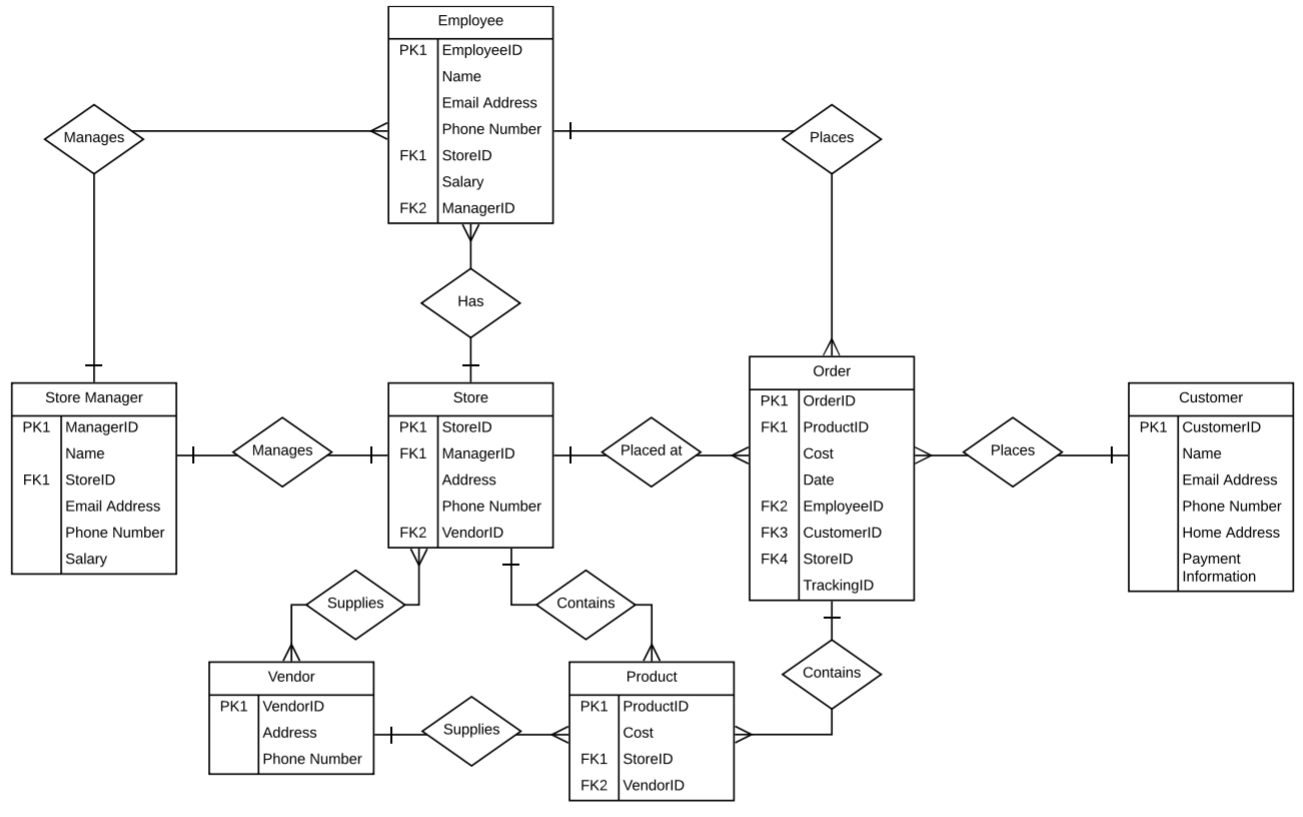 Employee
PK1 EmployeeID
Name
Email Address
Phone Number
FK1 StoreID
Salary
FK2 ManagerID
Manages
Places
Has
Store Manager
PK1 ManagerID
Name
FK1 StoreID
Email Address
Phone Number
Salary
Manages
Store
PK1 StoreID
FK1 ManagerID
Address
Phone Number
FK2 VendorID
Placed at
Order
PK1 OrderID
FK1 ProductID
Cost
Date
FK2 EmployeeID
FK3 CustomerID
FK4 StoreID
TrackingID
Places
Customer
PK1 CustomerID
Name
Email Address
Phone Number
Home Address
Payment
Information
Supplies
Contains
Contains
Vendor
PK1 VendorID
Address
Phone Number
Supplies
Product
PK1 ProductID
Cost
FK1 StoreID
FK2 VendorID